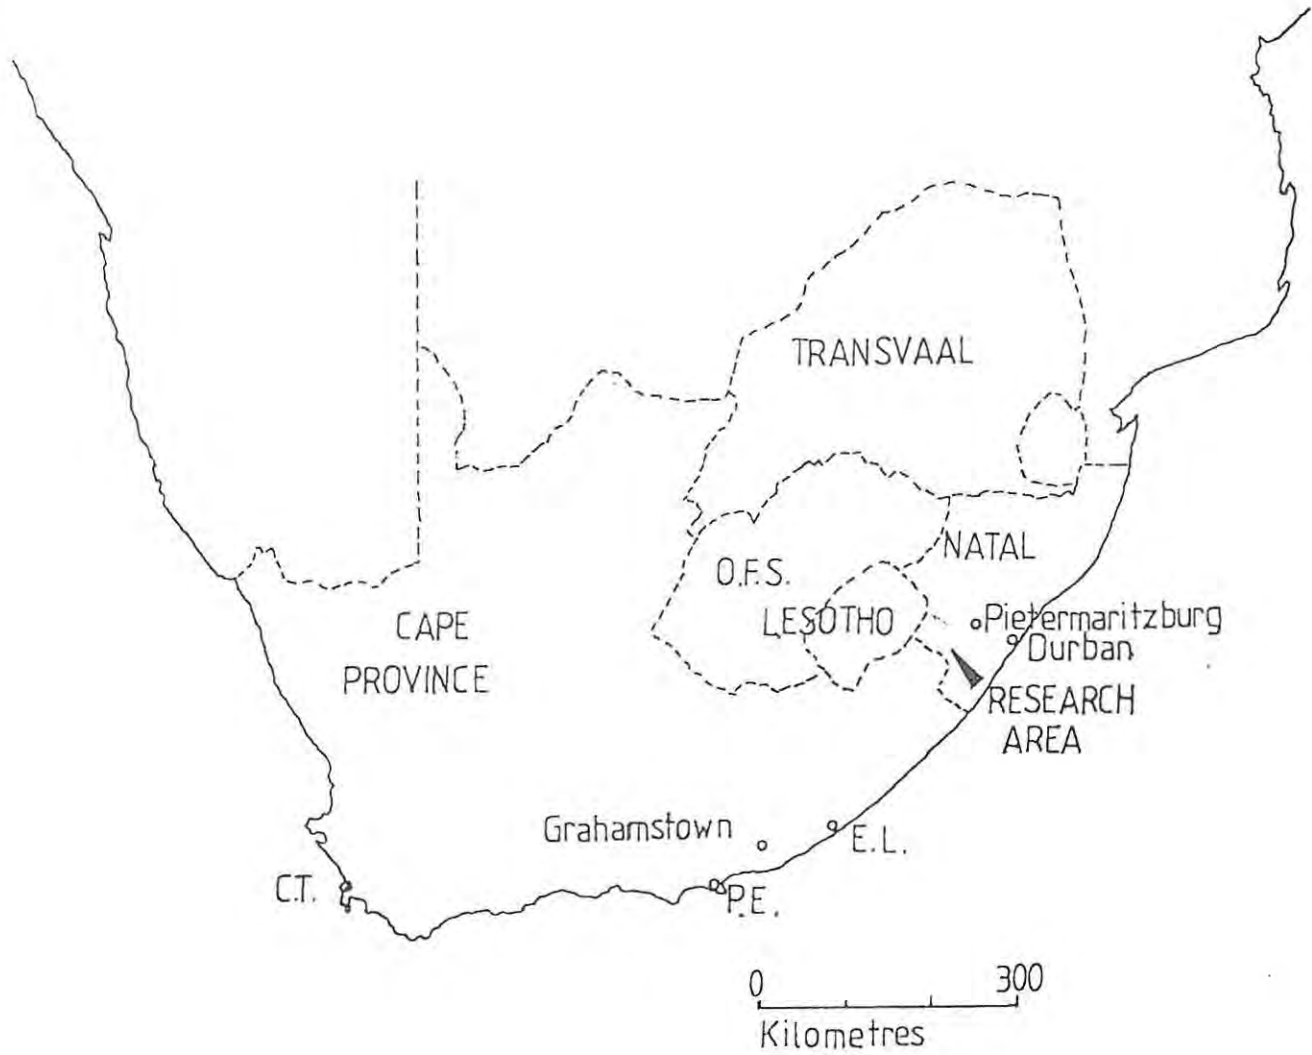 TRANSVAAL
NATAL
O.F.S.
LESOTHO
Pietermaritzburg
Durban
CAPE
PROVINCE
RESEARCH
AREA
Grahamstown
E.L.
C.T.
P.E.
0 300
Kilometres